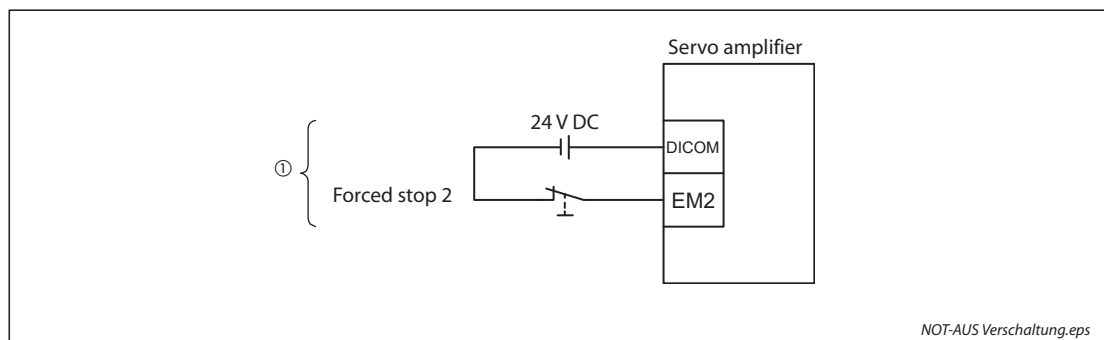 Servo amplifier
24 V DC
DICOM
①
Forced stop 2
EM2
NOT-AUS Verschaltung.eps